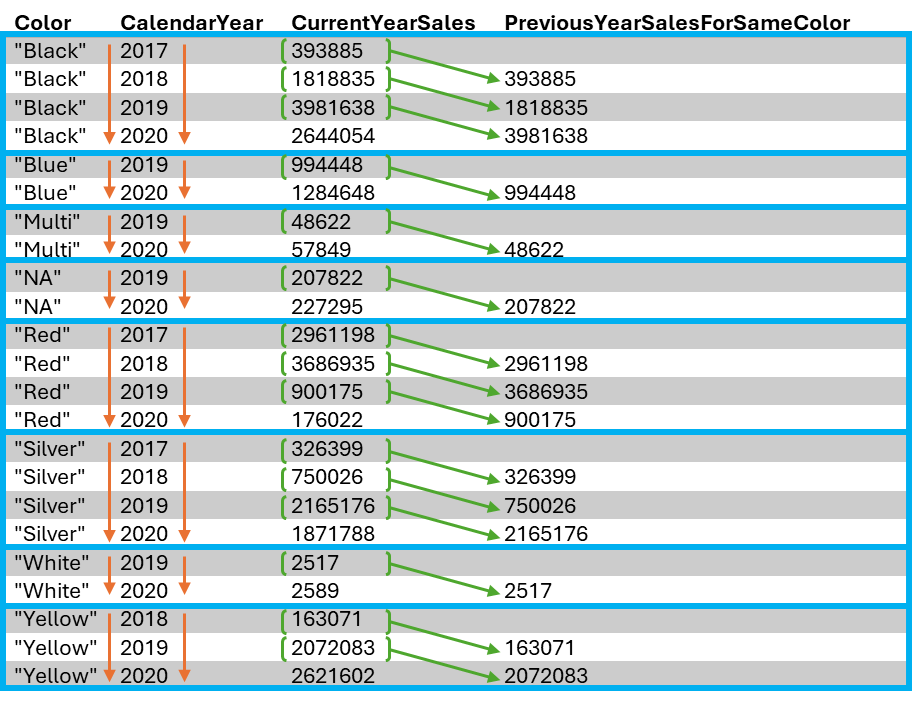 Color CalendarYear CurrentYearSales PreviousYearSalesForSameColor
"Black" 2017 393885
"Black" 2018 1818835 393885
"Black" 2019 3981638 1818835
"Black" 2020 2644054 3981638
"Blue" 2019 994448
"Blue" 2020 1284648 994448
"Multi" 2019 48622
"Multi" 2020 57849 48622
"NA" 2019 207822
"NA" 2020 227295 207822
"Red" 2017 2961198
"Red" 2018 3686935 2961198
"Red" 2019 900175 3686935
"Red" 2020 176022 900175
"Silver" 2017 326399
"Silver" 2018 750026 326399
"Silver" 2019 2165176 750026
"Silver" 2020 1871788 2165176
"White" 2019 2517
"White" 2020 2589 2517
"Yellow" 2018 163071
"Yellow" 2019 2072083 163071
"Yellow" 2020 2621602 2072083